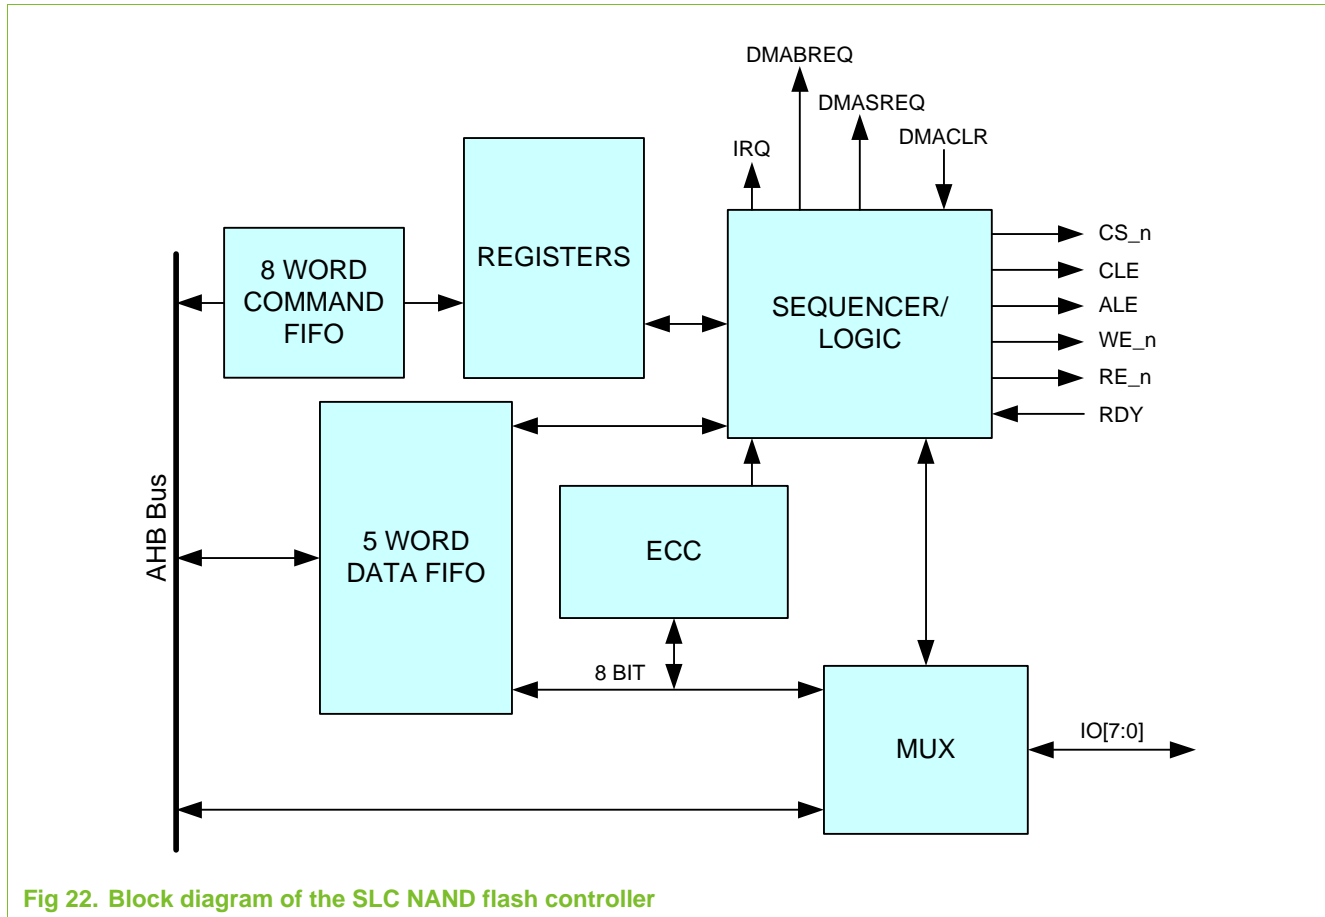 DMABREQ
DMASREQ
DMACLR
IRQ
8 WORD
COMMAND
FIFO
REGISTERS
SEQUENCER/
LOGIC
CS_n
CLE
ALE
WE_n
RE_n
RDY
AHB Bus
5 WORD
DATA FIFO
ECC
8 BIT
MUX
IO[7:0]
Fig 22. Block diagram of the SLC NAND flash controller